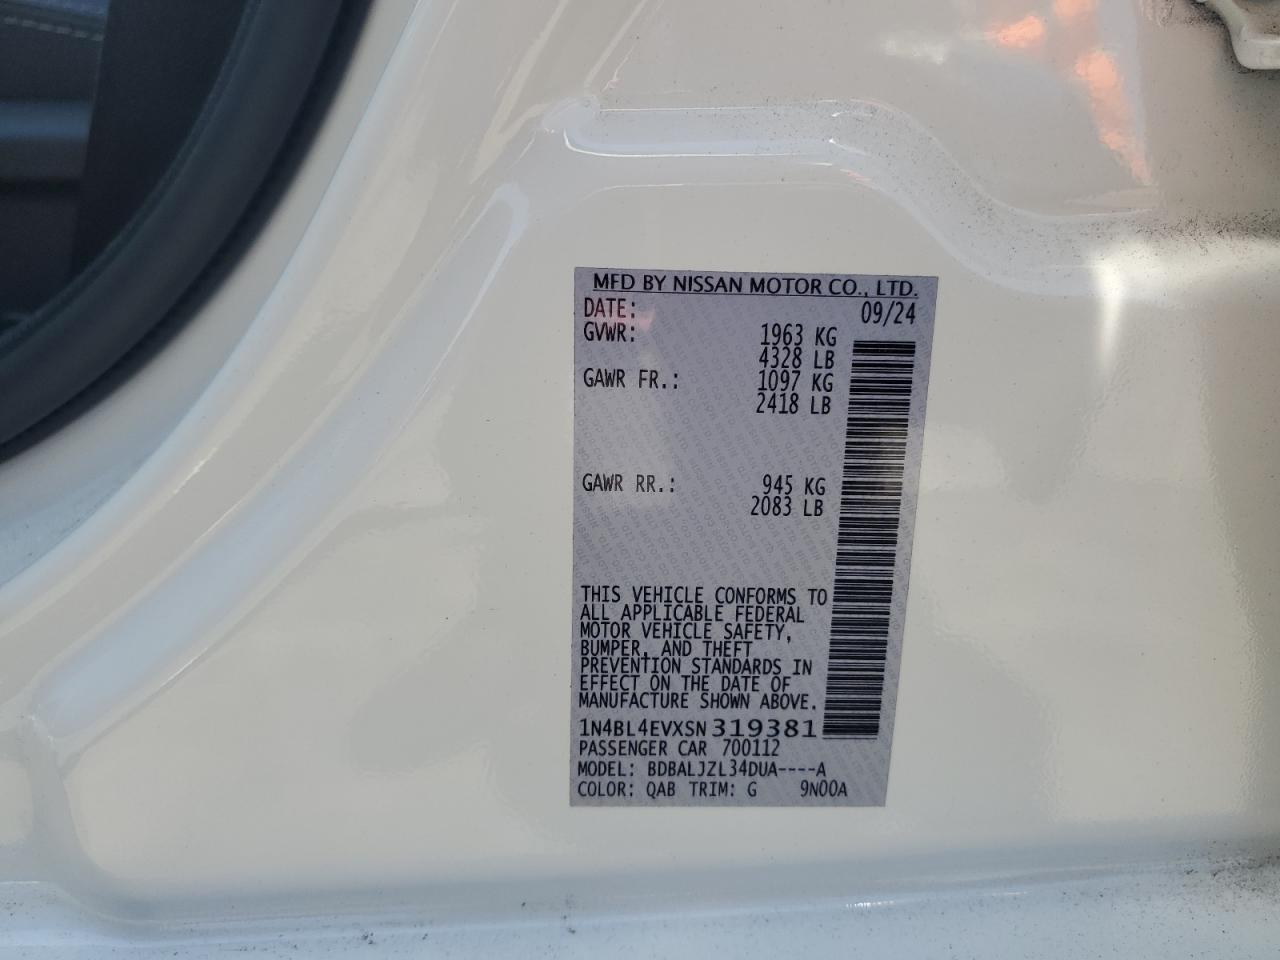 MFD BY NISSAN MOTOR CO., LTD.
DATE: 09/24
GVWR: 1963 KG
4328 LB
GAWR FR.: 1097 KG
2418 LB
GAWR RR.: 945 KG
2083 LB
THIS VEHICLE CONFORMS TO
ALL APPLICABLE FEDERAL
MOTOR VEHICLE SAFETY,
BUMPER, AND THEFT
PREVENTION STANDARDS IN
EFFECT ON THE DATE OF
MANUFACTURE SHOWN ABOVE.
1N4BL4EVXSN319381
PASSENGER CAR 700112
MODEL: BDBALJZL34DUA----A
COLOR: QAB TRIM: G 9N00A